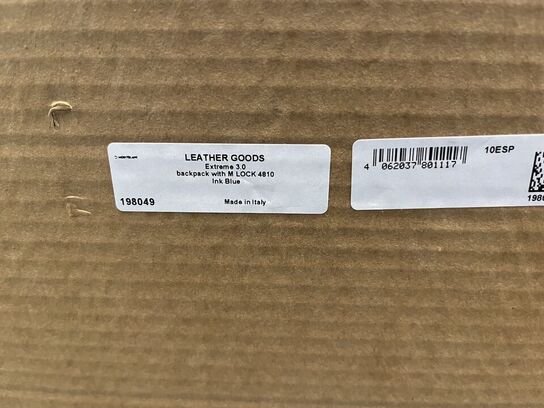 MONTBLANC
LEATHER GOODS
Extreme 3.0
backpack with M LOCK 4810
Ink Blue
198049
Made in Italy
10ESP
4 062037 801117